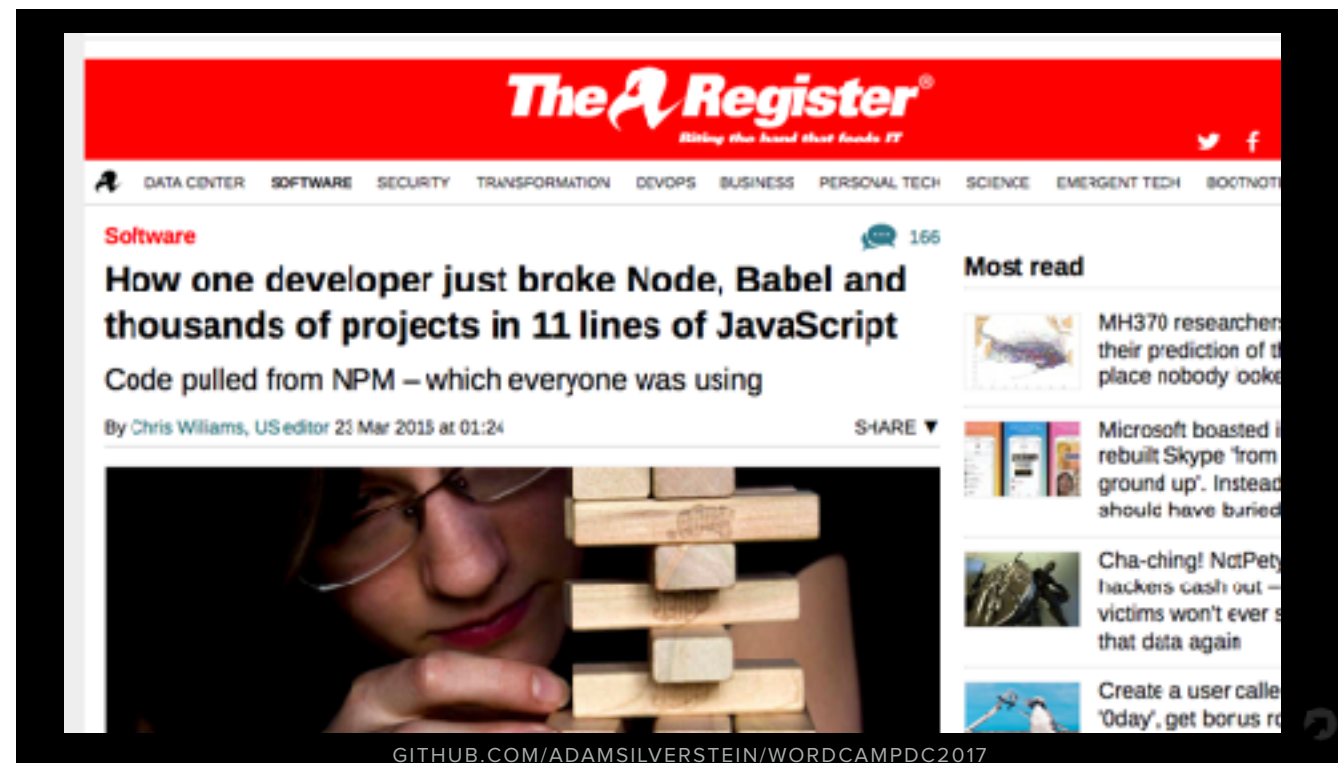 The Register®
Biting the hand that feeds IT
DATA CENTER SOFTWARE SECURITY TRANSFORMATION DEVOPS BUSINESS PERSONAL TECH SCIENCE EMERGENT TECH BOOTNOT
Software
166
How one developer just broke Node, Babel and
thousands of projects in 11 lines of JavaScript
Code pulled from NPM – which everyone was using
By Chris Williams, US editor 23 Mar 2016 at 01:24
SHARE ▼
Most read
MH370 researchers
their prediction of
place nobody looke
Microsoft boasted
rebuilt Skype 'from
ground up'. Instead
should have buried
Cha-ching! NotPety
hackers cash out –
victims won't ever
that data again
Create a user calle
'0day', get bonus
GITHUB.COM/ADAMSILVERSTEIN/WORDCAMPDC2017